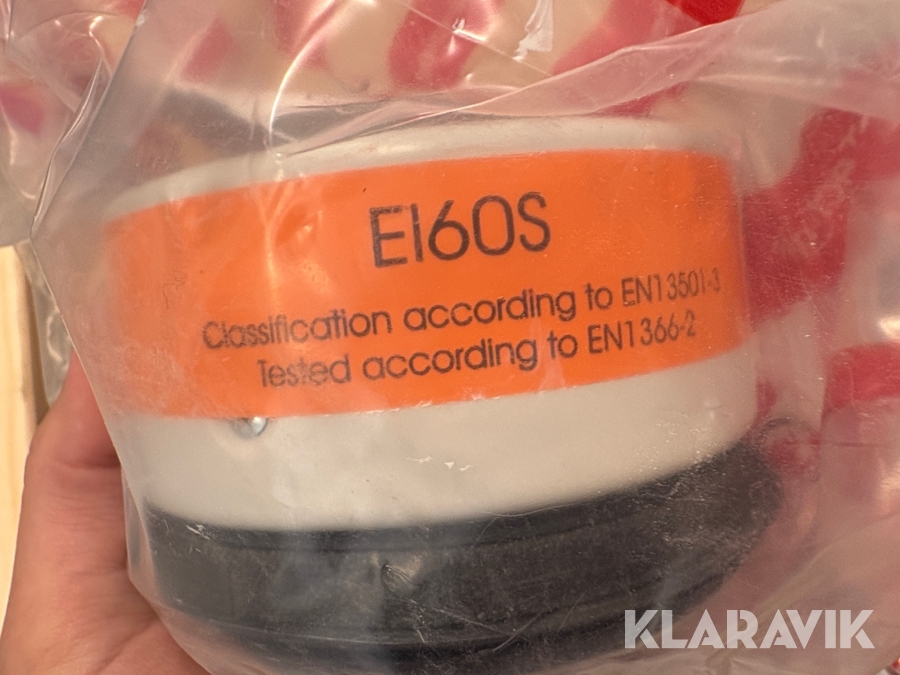 EI60S
Classification according to EN13501-3
Tested according to EN1366-2
KLARAVIK